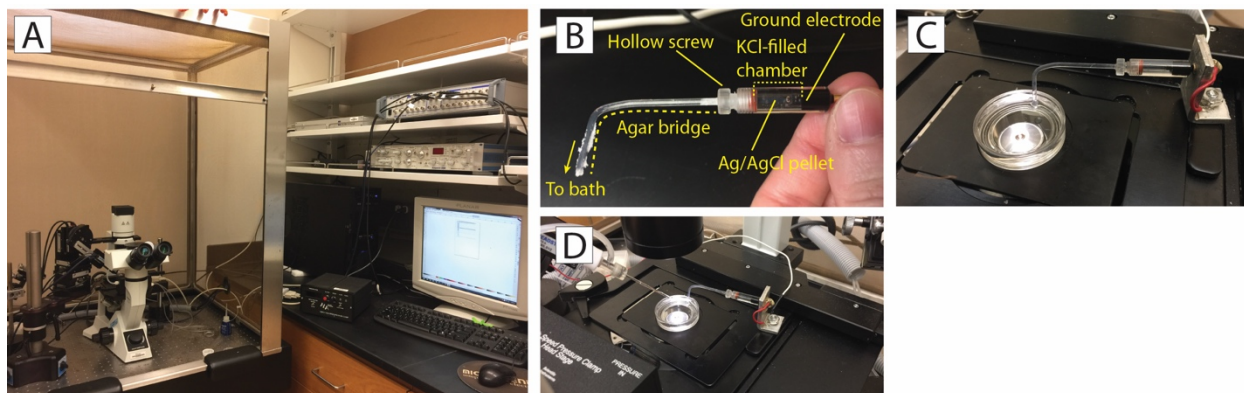 A
B
Hollow screw
Ground electrode
KCl-filled
chamber
Agar bridge
Ag/AgCl pellet
To bath
C
D
Speed Pressure Clamp
Head Stage
PRESSURE
IN